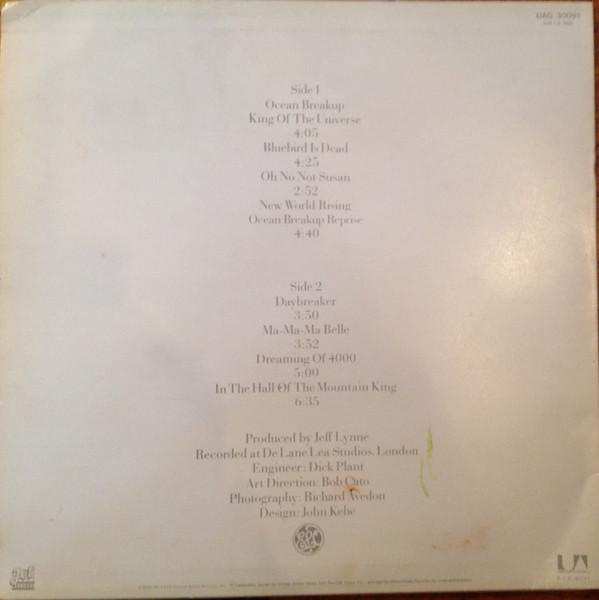 UAG 30091
Side 1
Ocean Breakup
King Of The Universe
4:05
Bluebird Is Dead
4:25
Oh No Not Susan
2:52
New World Rising
Ocean Breakup Reprise
4:40
Side 2
Daybreaker
3:50
Ma-Ma-Ma Belle
3:52
Dreaming Of 4000
5:00
In The Hall Of The Mountain King
6:35
Produced by Jeff Lynne
Recorded at De Lane Lea Studios, London
Engineer: Dick Plant
Art Direction: Bob Cato
Photography: Richard Avedon
Design: John Kehe
Jet
UA